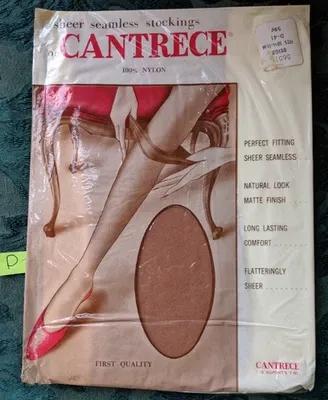 sheer seamless stockings
CANTRECE®
100% NYLON
PERFECT FITTING
SHEER SEAMLESS . . . .
NATURAL LOOK
MATTE FINISH . . . .
LONG LASTING
COMFORT . . . . . . .
FLATTERINGLY
SHEER . . . . . . . .
D
FIRST QUALITY
CANTRECE